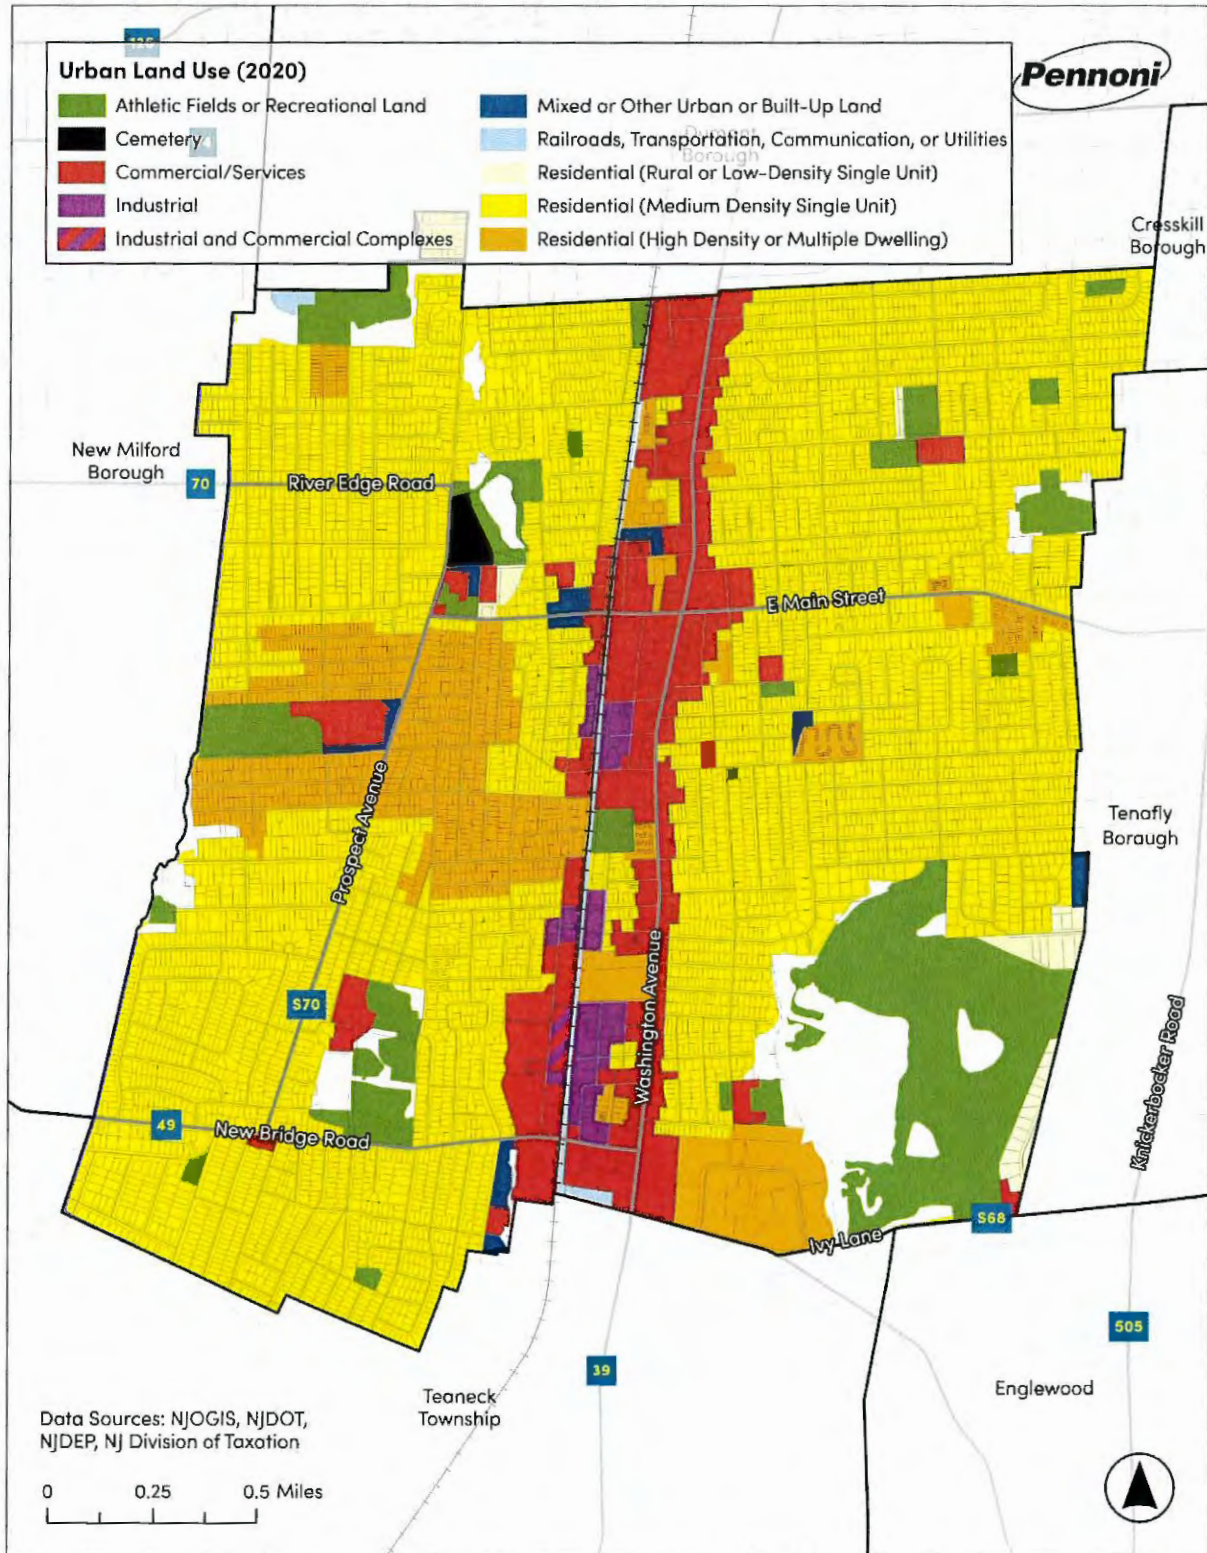 126
Urban Land Use (2020)
Athletic Fields or Recreational Land
Cemetery
Commercial/Services
Industrial
Industrial and Commercial Complexes
Mixed or Other Urban or Built-Up Land
Railroads, Transportation, Communication, or Utilities
Residential (Rural or Low-Density Single Unit)
Residential (Medium Density Single Unit)
Residential (High Density or Multiple Dwelling)
Pennoni
Dumont
Borough
Cresskill
Borough
New Milford
Borough
70
River Edge Road
E Main Street
Prospect Avenue
Tenafly
Borough
S70
Washington Avenue
Knickerbocker Road
49
New Bridge Road
S68
Ivy Lane
505
39
Teaneck
Township
Englewood
Data Sources: NJOGIS, NJDOT,
NJDEP, NJ Division of Taxation
0 0.25 0.5 Miles